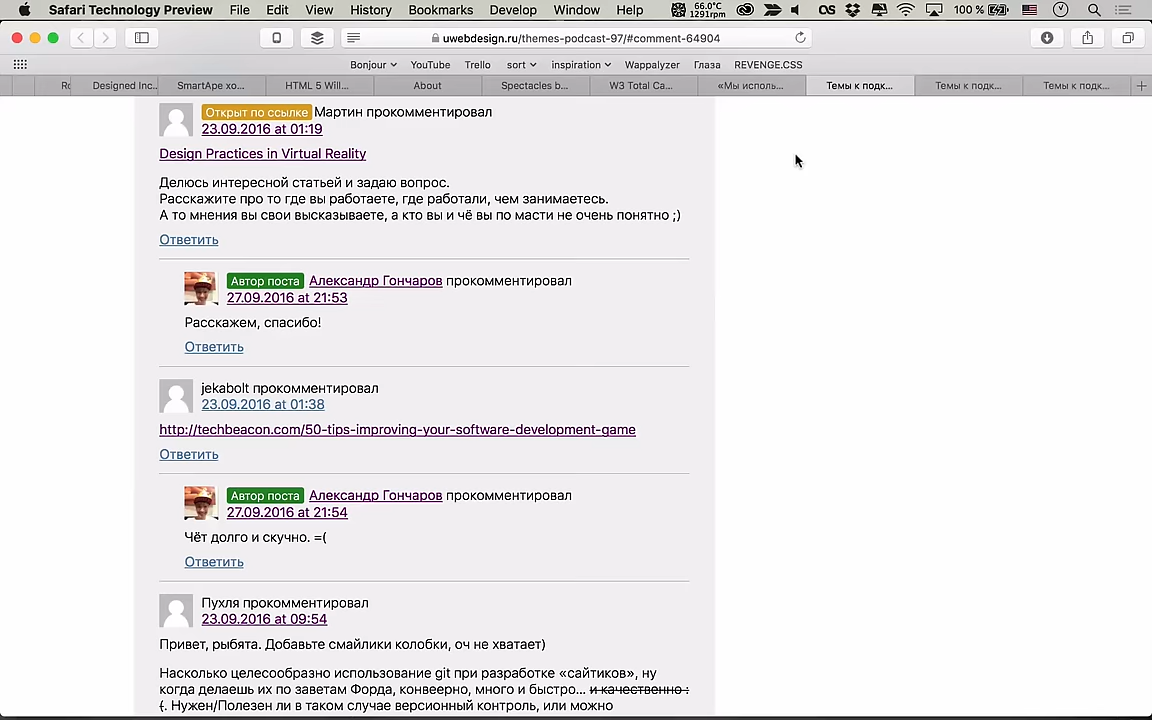 Safari Technology Preview File Edit View History Bookmarks Develop Window Help 66.0°C 1291rpm 100 %
uwebdesign.ru/themes-podcast-97/#comment-64904
Bonjour YouTube Trello sort inspiration Wappalyzer Глаза REVENGE.CSS
Ro Designed Inc. SmartApe хо... HTML 5 Will... About Spectacles b... W3 Total Ca... «Мы исполь... Темы к подк... Темы к подк... Темы к подк...
Открыт по ссылке Мартин прокомментировал
23.09.2016 at 01:19
Design Practices in Virtual Reality
Делюсь интересной статьей и задаю вопрос.
Расскажите про то где вы работаете, где работали, чем занимаетесь.
А то мнения вы свои высказываете, а кто вы и чё вы по масти не очень понятно ;)
Ответить
Автор поста Александр Гончаров прокомментировал
27.09.2016 at 21:53
Расскажем, спасибо!
Ответить
jekabolt прокомментировал
23.09.2016 at 01:38
http://techbeacon.com/50-tips-improving-your-software-development-game
Ответить
Автор поста Александр Гончаров прокомментировал
27.09.2016 at 21:54
Чёт долго и скучно. =(
Ответить
Пухля прокомментировал
23.09.2016 at 09:54
Привет, рыбята. Добавьте смайлики колобки, оч не хватает)
Насколько целесообразно использование git при разработке «сайтиков», ну
когда делаешь их по заветам Форда, конвеерно, много и быстро... и качественно :
(. Нужен/Полезен ли в таком случае версионный контроль, или можно